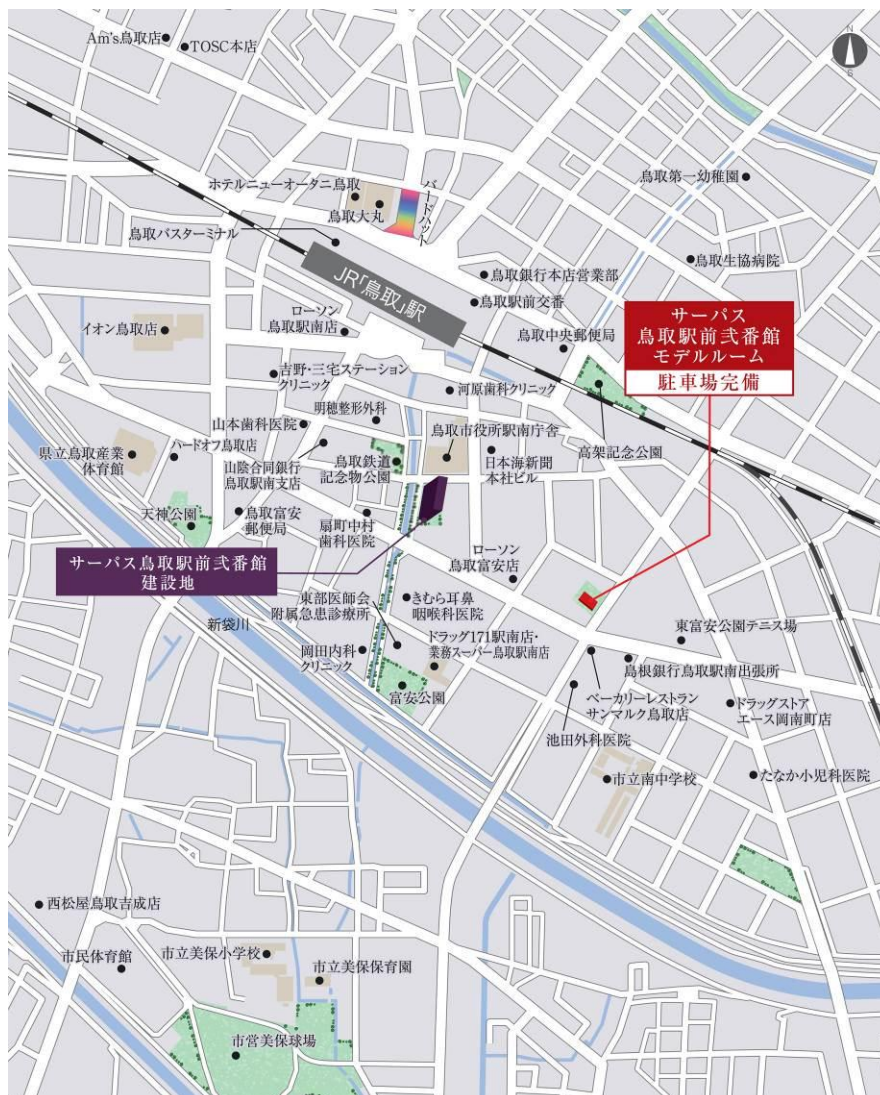 Am's鳥取店
TOSC本店
N
S
鳥取第一幼稚園
ホテルニューオータニ鳥取
鳥取大丸
バードハット
鳥取バスターミナル
JR「鳥取」駅
鳥取生協病院
鳥取銀行本店営業部
鳥取駅前交番
鳥取中央郵便局
サーパス
鳥取駅前弐番館
モデルルーム
駐車場完備
イオン鳥取店
ローソン
鳥取駅南店
吉野・三宅ステーション
クリニック
河原歯科クリニック
高架記念公園
山本歯科医院
明穂整形外科
鳥取市役所駅南庁舎
日本海新聞
本社ビル
県立鳥取産業
体育館
ハードオフ鳥取店
山陰合同銀行
鳥取駅南支店
鳥取鉄道
記念物公園
天神公園
鳥取富安
郵便局
扇町中村
歯科医院
サーパス鳥取駅前弐番館
建設地
ローソン
鳥取富安店
新袋川
東部医師会
附属急患診療所
きむら耳鼻
咽喉科医院
岡田内科
クリニック
ドラッグ171駅南店・
業務スーパー鳥取駅南店
富安公園
東富安公園テニス場
島根銀行鳥取駅南出張所
ベーカリーレストラン
サンマルク鳥取店
池田外科医院
ドラッグストア
エース岡南町店
市立南中学校
たなか小児科医院
西松屋鳥取吉成店
市民体育館
市立美保小学校
市立美保保育園
市営美保球場